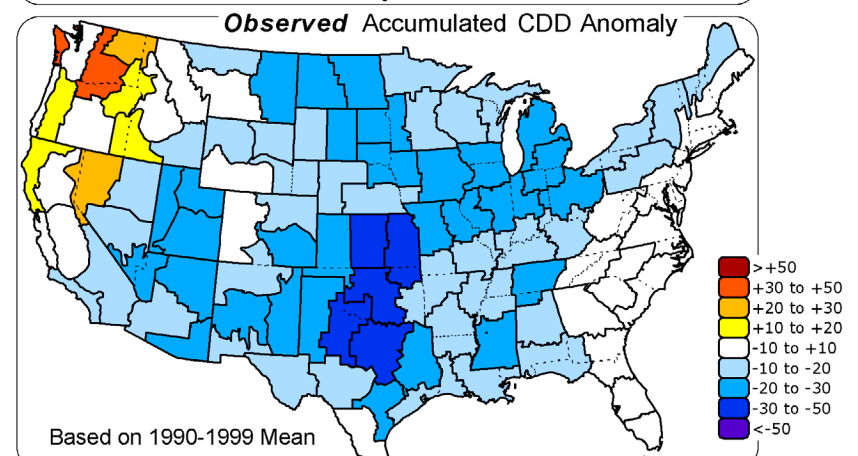 Observed Accumulated CDD Anomaly
>+50
+30 to +50
+20 to +30
+10 to +20
-10 to +10
-10 to -20
-20 to -30
-30 to -50
<-50
Based on 1990-1999 Mean